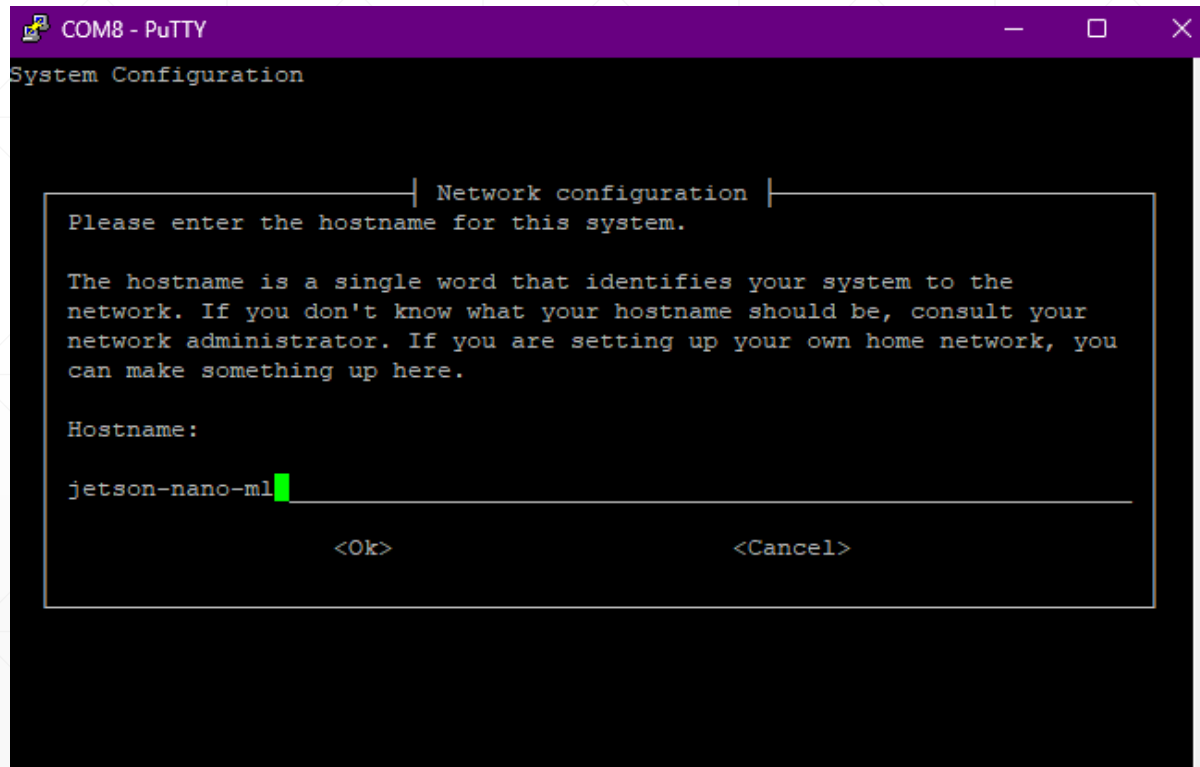 COM8 - PuTTY
System Configuration
Network configuration
Please enter the hostname for this system.
The hostname is a single word that identifies your system to the
network. If you don't know what your hostname should be, consult your
network administrator. If you are setting up your own home network, you
can make something up here.
Hostname:
jetson-nano-ml
<Ok> <Cancel>